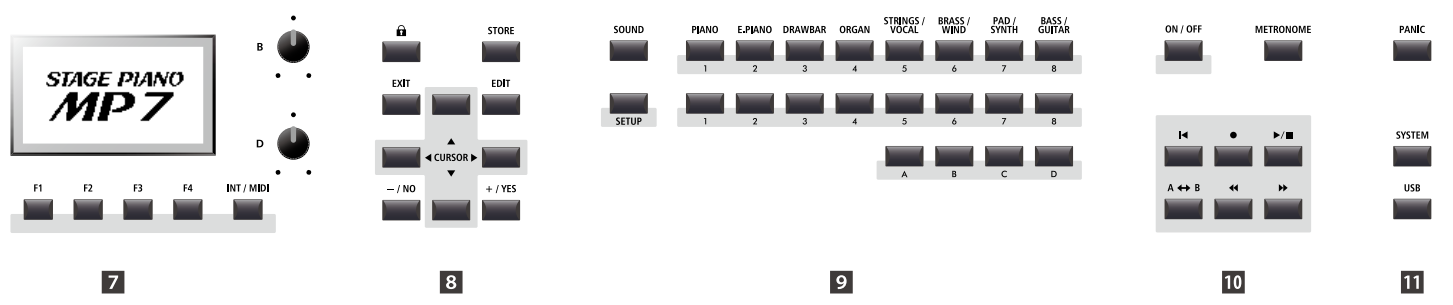 STAGE PIANO
MP7
B
D
F1 F2 F3 F4 INT / MIDI
7
STORE
EXIT EDIT
CURSOR
– / NO + / YES
8
SOUND PIANO E.PIANO DRAWBAR ORGAN STRINGS / VOCAL BRASS / WIND PAD / SYNTH BASS / GUITAR
1 2 3 4 5 6 7 8
SETUP 1 2 3 4 5 6 7 8
A B C D
9
ON / OFF METRONOME
A ↔ B
10
PANIC
SYSTEM
USB
11